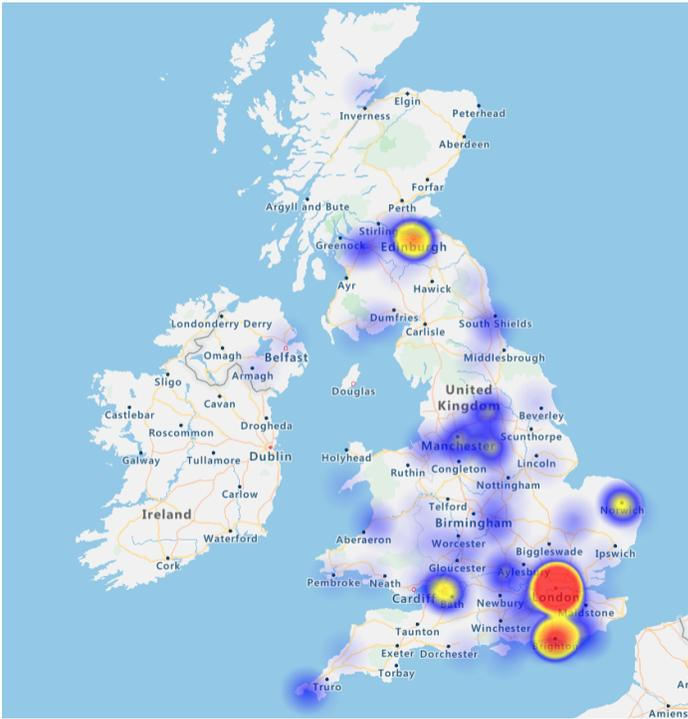 Elgin
Inverness
Peterhead
Aberdeen
Forfar
Argyll and Bute
Perth
Stirling
Greenock
Edinburgh
Ayr
Hawick
Londonderry Derry
Dumfries
South Shields
Carlisle
Omagh
Belfast
Middlesbrough
Armagh
Sligo
Douglas
United
Kingdom
Cavan
Castlebar
Beverley
Drogheda
Roscommon
Scunthorpe
Manchester
Galway
Tullamore
Dublin
Holyhead
Lincoln
Ruthin
Congleton
Nottingham
Carlow
Telford
Norwich
Ireland
Birmingham
Waterford
Aberaeron
Worcester
Biggleswade
Ipswich
Cork
Gloucester
Aylesbury
Pembroke
Neath
Cardiff
Bath
Newbury
London
Maidstone
Taunton
Winchester
Brighton
Exeter
Dorchester
Torbay
Truro
Ar
Amiens